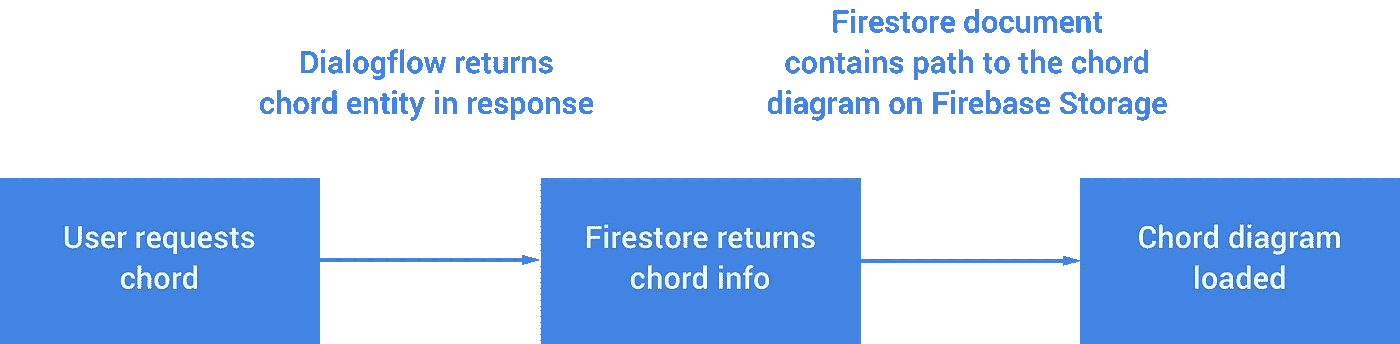 Dialogflow returns
chord entity in response
Firestore document
contains path to the chord
diagram on Firebase Storage
User requests
chord
Firestore returns
chord info
Chord diagram
loaded